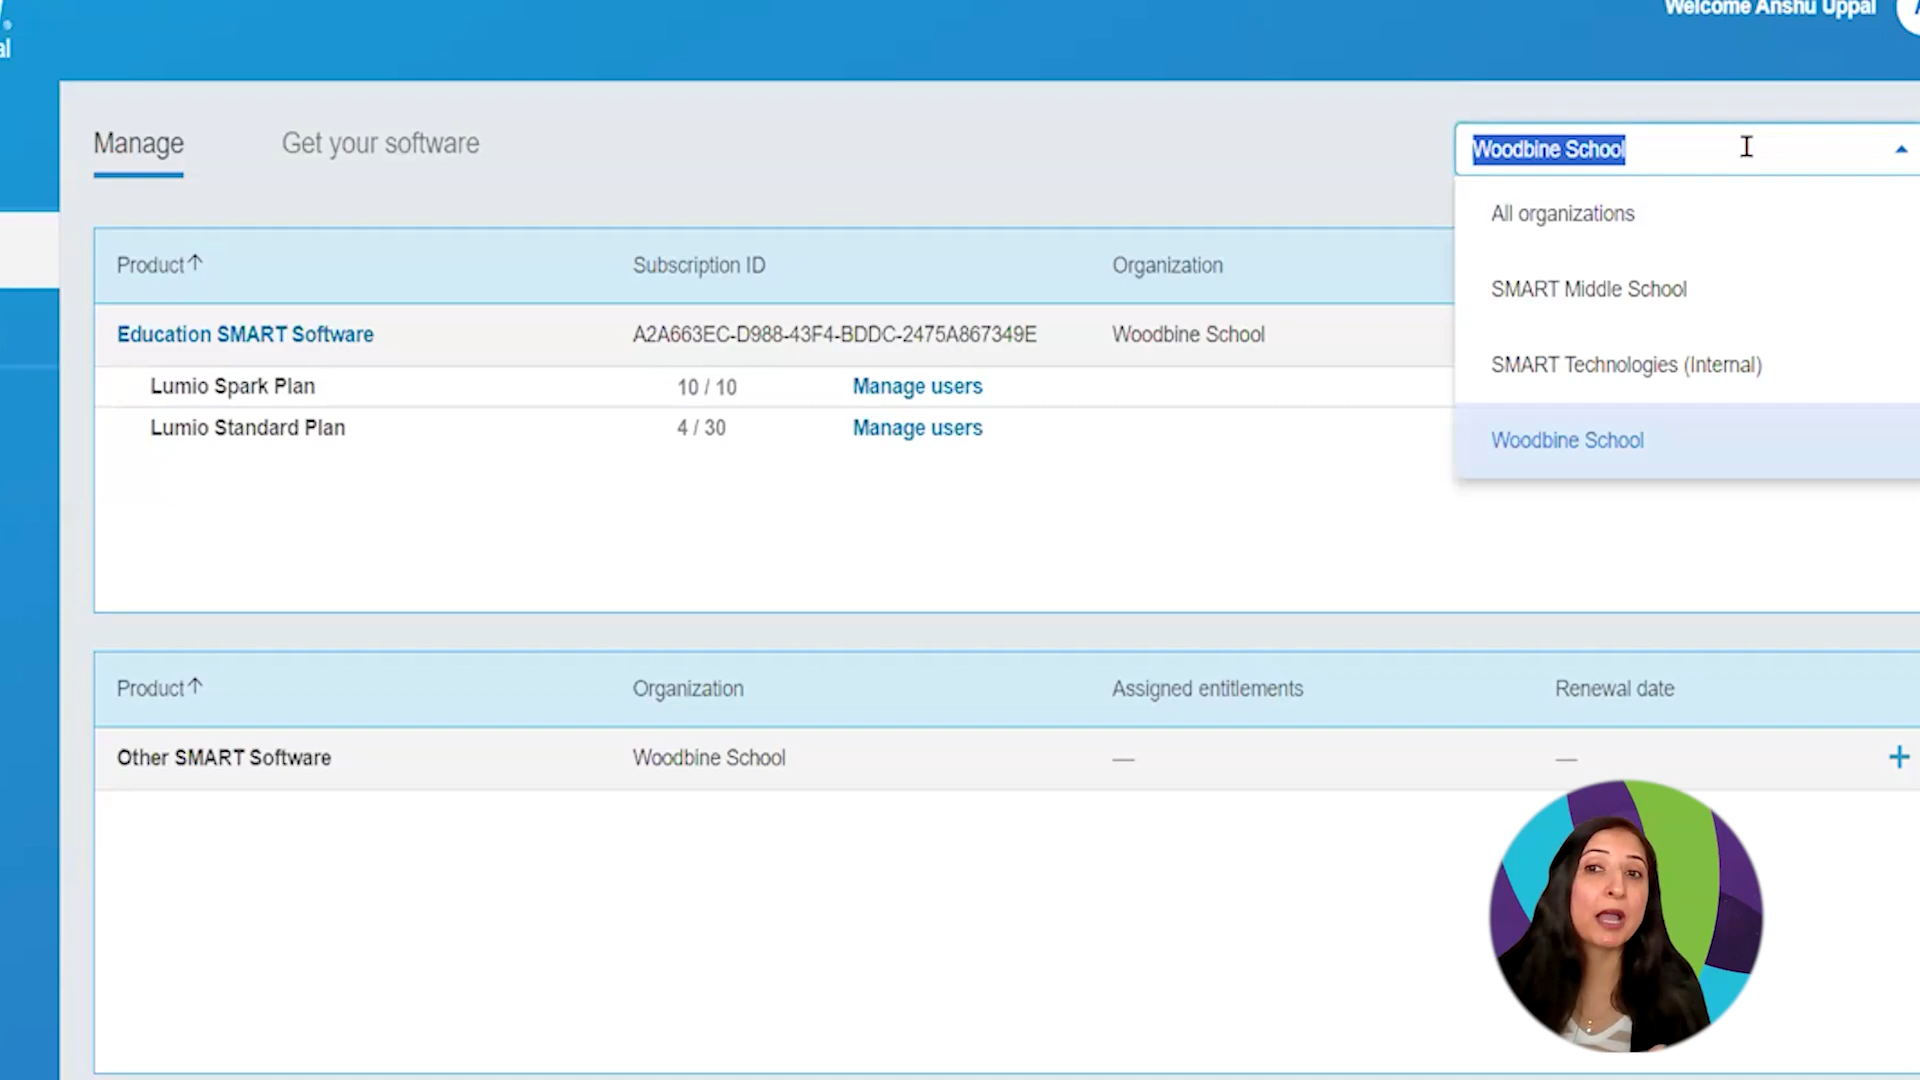 Welcome Anshu Uppal
Manage
Get your software
Woodbine School
All organizations
SMART Middle School
SMART Technologies (Internal)
Woodbine School
Product↑ Subscription ID Organization
Education SMART Software A2A663EC-D988-43F4-BDDC-2475A867349E Woodbine School
Lumio Spark Plan 10 / 10 Manage users
Lumio Standard Plan 4 / 30 Manage users
Product↑ Organization Assigned entitlements Renewal date
Other SMART Software Woodbine School — — +